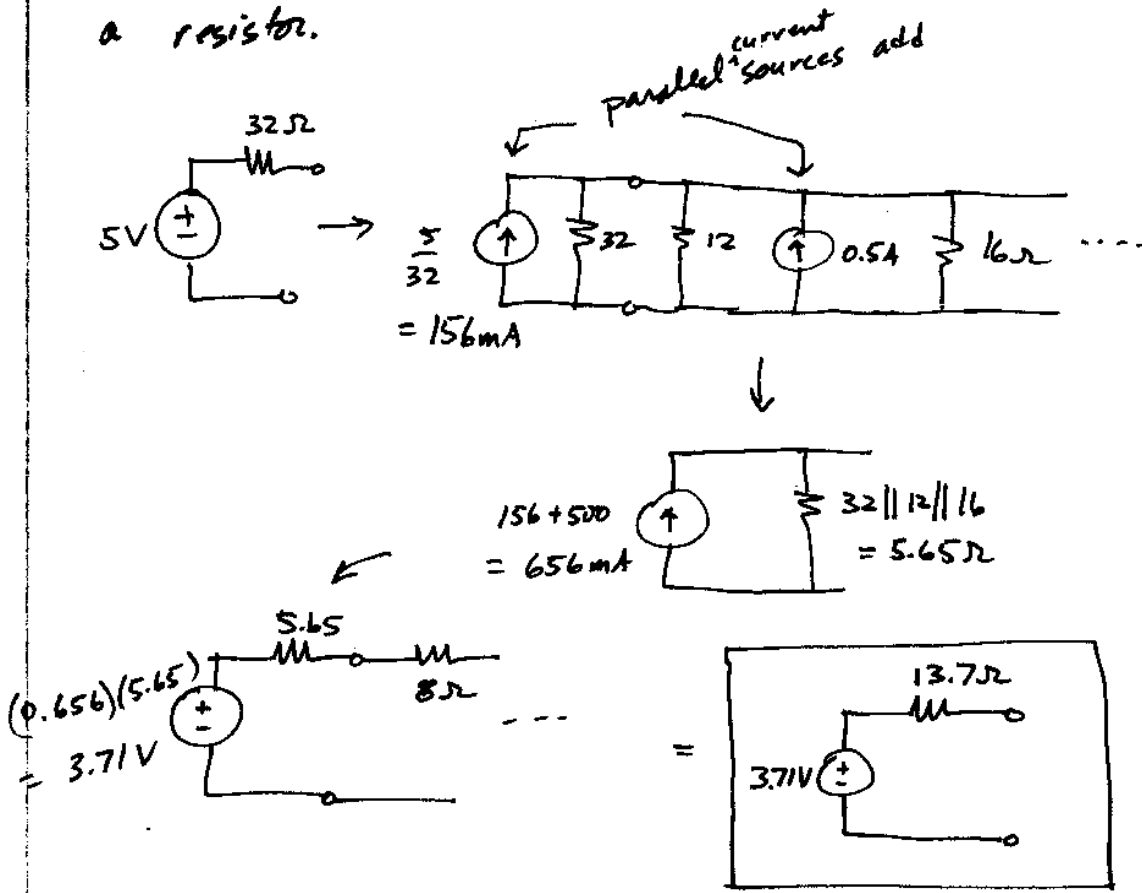 a resistor.
parallel ^current sources add
32Ω
5V
+
-
→
5/32
= 156mA
↑
32
12
↑
0.5A
16Ω
....
↓
156+500
= 656mA
↑
32||12||16
= 5.65Ω
5.65
8Ω
(0.656)(5.65)
= 3.71V
+
-
---
=
13.7Ω
3.71V
+
-